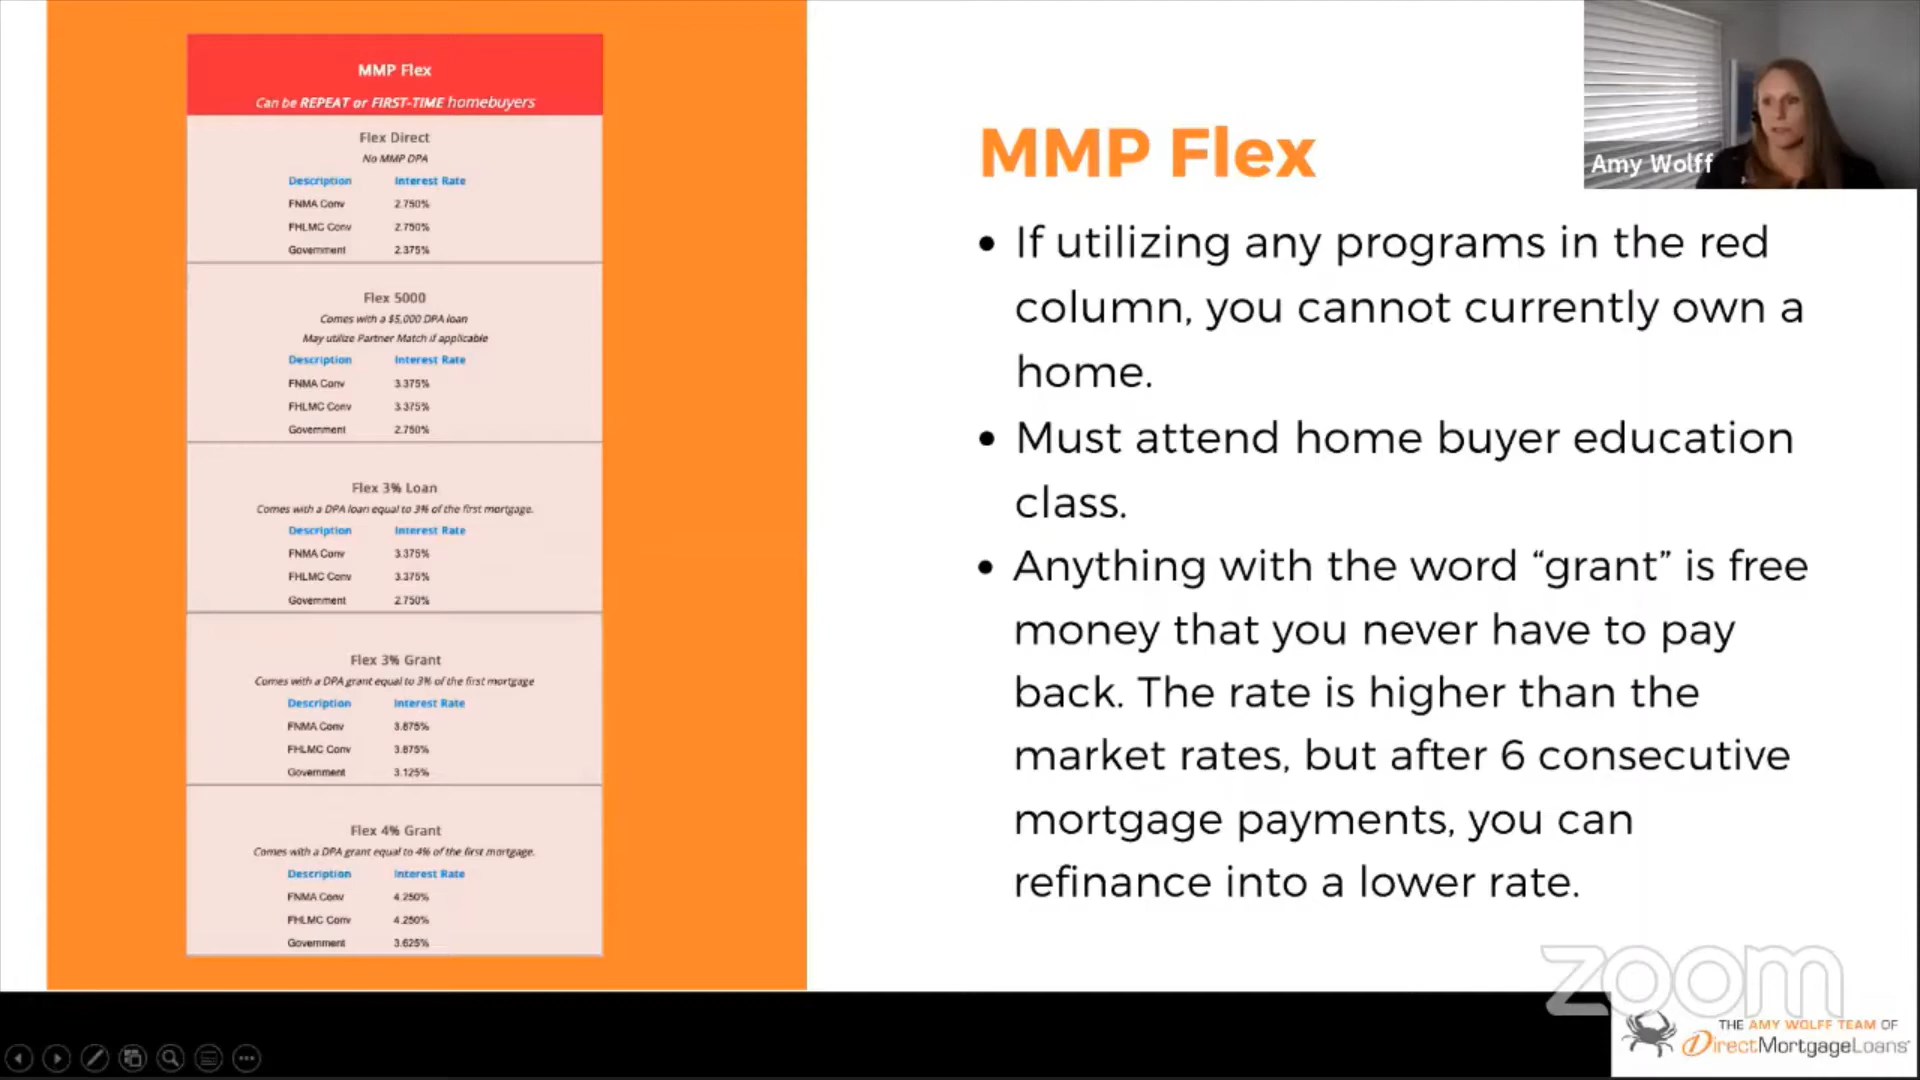 MMP Flex
Can be REPEAT or FIRST-TIME homebuyers
Flex Direct
No MMP DPA
Description Interest Rate
FNMA Conv 2.750%
FHLMC Conv 2.750%
Government 2.375%
Flex 5000
Comes with a $5,000 DPA loan
May utilize Partner Match if applicable
Description Interest Rate
FNMA Conv 3.375%
FHLMC Conv 3.375%
Government 2.750%
Flex 3% Loan
Comes with a DPA loan equal to 3% of the first mortgage.
Description Interest Rate
FNMA Conv 3.375%
FHLMC Conv 3.375%
Government 2.750%
Flex 3% Grant
Comes with a DPA grant equal to 3% of the first mortgage
Description Interest Rate
FNMA Conv 3.875%
FHLMC Conv 3.875%
Government 3.125%
Flex 4% Grant
Comes with a DPA grant equal to 4% of the first mortgage.
Description Interest Rate
FNMA Conv 4.250%
FHLMC Conv 4.250%
Government 3.625%
MMP Flex
• If utilizing any programs in the red
column, you cannot currently own a
home.
• Must attend home buyer education
class.
• Anything with the word “grant” is free
money that you never have to pay
back. The rate is higher than the
market rates, but after 6 consecutive
mortgage payments, you can
refinance into a lower rate.
Amy Wolff
zoom
THE AMY WOLFF TEAM OF
DirectMortgageLoans